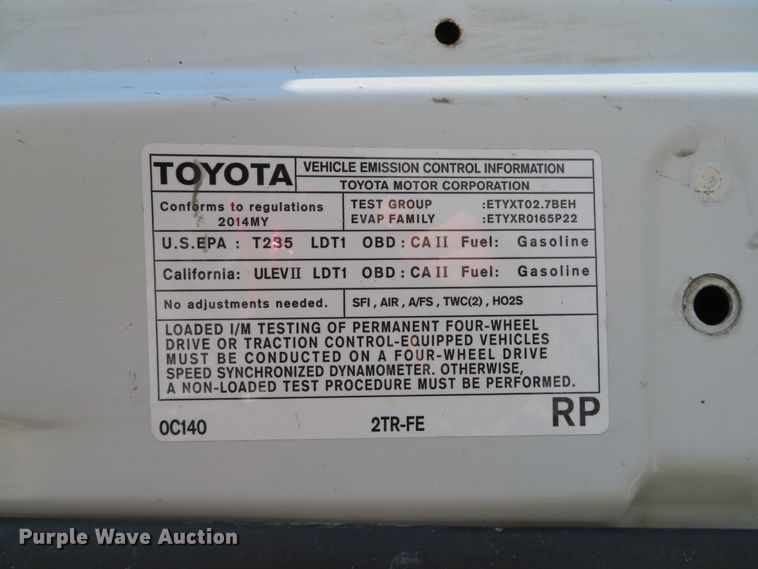 TOYOTA
VEHICLE EMISSION CONTROL INFORMATION
TOYOTA MOTOR CORPORATION
Conforms to regulations
2014MY
TEST GROUP :ETYXT02.7BEH
EVAP FAMILY :ETYXR0165P22
U.S.EPA : T2B5 LDT1 OBD : CA II Fuel: Gasoline
California: ULEV II LDT1 OBD : CA II Fuel: Gasoline
No adjustments needed.
SFI , AIR , A/FS , TWC(2) , HO2S
LOADED I/M TESTING OF PERMANENT FOUR-WHEEL
DRIVE OR TRACTION CONTROL-EQUIPPED VEHICLES
MUST BE CONDUCTED ON A FOUR-WHEEL DRIVE
SPEED SYNCHRONIZED DYNAMOMETER. OTHERWISE,
A NON-LOADED TEST PROCEDURE MUST BE PERFORMED.
0C140 2TR-FE RP
Purple Wave Auction